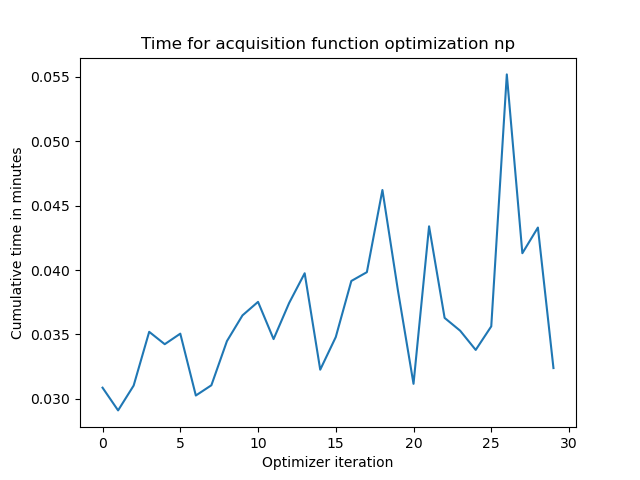 Time for acquisition function optimization np
Cumulative time in minutes
0.055
0.050
0.045
0.040
0.035
0.030
0 5 10 15 20 25 30
Optimizer iteration